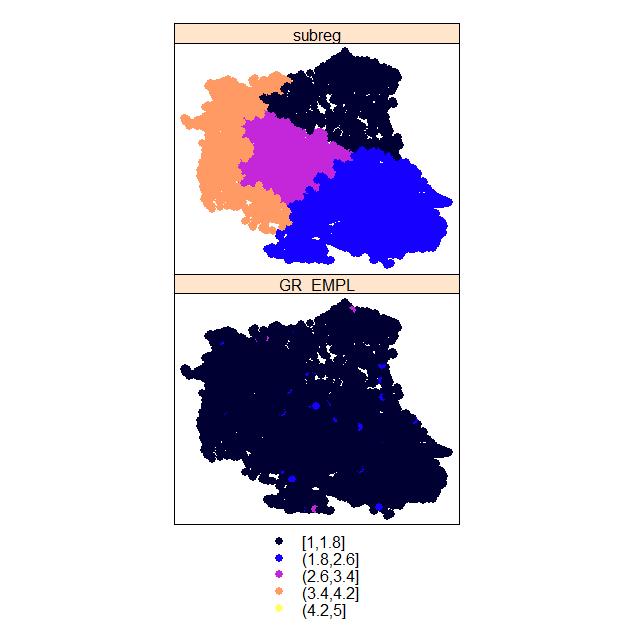 subreg
GR_EMPL
[1,1.8]
(1.8,2.6]
(2.6,3.4]
(3.4,4.2]
(4.2,5]